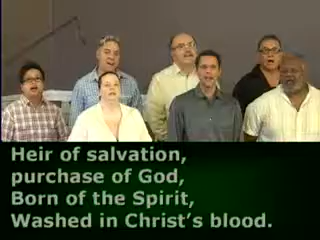 Heir of salvation,
purchase of God,
Born of the Spirit,
Washed in Christ's blood.